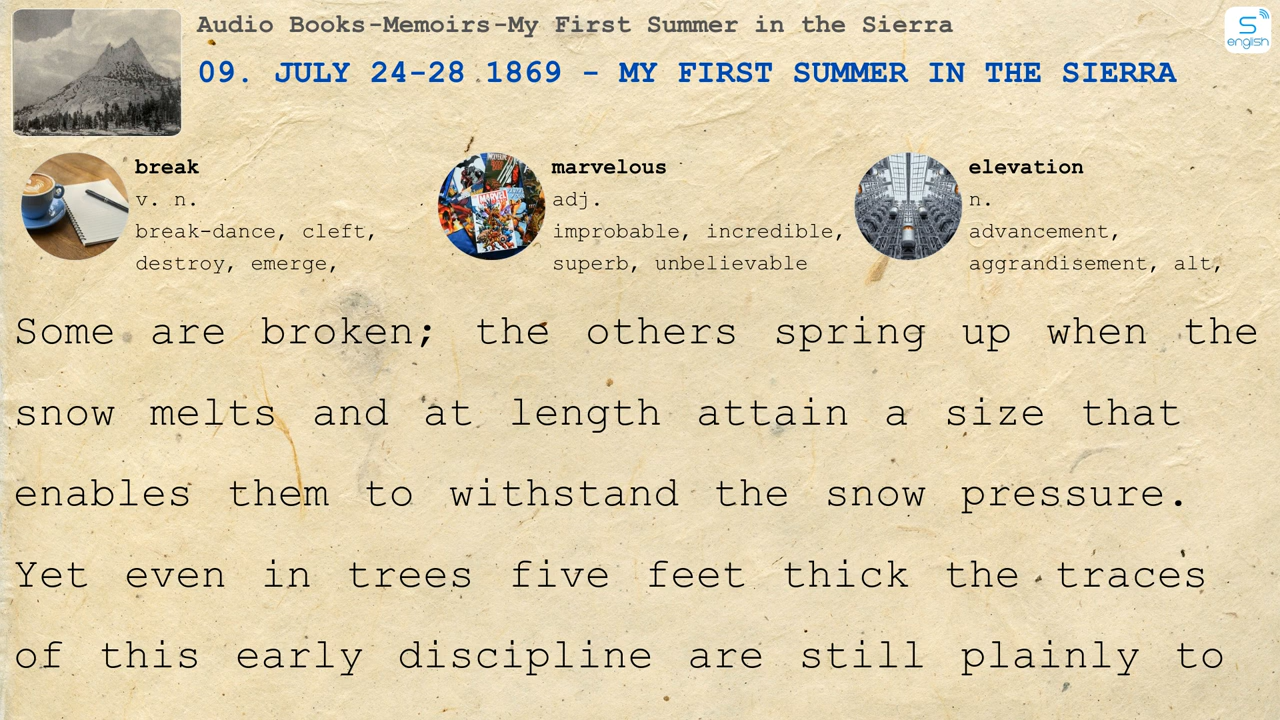 Audio Books-Memoirs-My First Summer in the Sierra
09. JULY 24-28 1869 - MY FIRST SUMMER IN THE SIERRA
S
english
break
v. n.
break-dance, cleft,
destroy, emerge,
marvelous
adj.
improbable, incredible,
superb, unbelievable
elevation
n.
advancement,
aggrandisement, alt,
Some are broken; the others spring up when the
snow melts and at length attain a size that
enables them to withstand the snow pressure.
Yet even in trees five feet thick the traces
of this early discipline are still plainly to